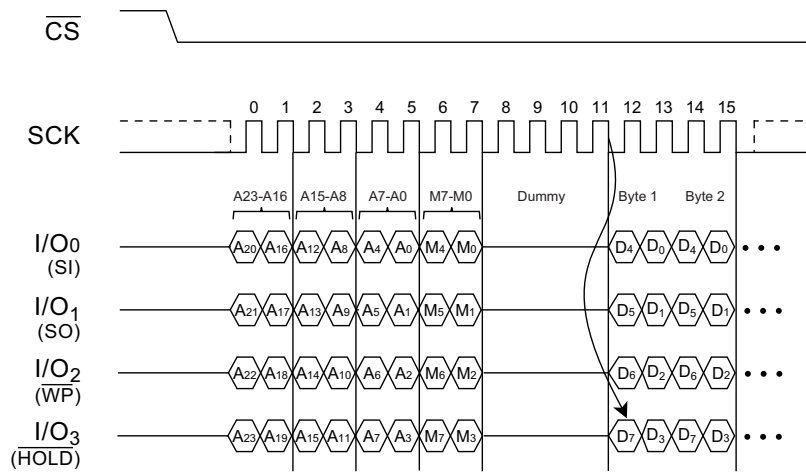 CS
0 1 2 3 4 5 6 7 8 9 10 11 12 13 14 15
SCK
A23-A16 A15-A8 A7-A0 M7-M0 Dummy Byte 1 Byte 2
I/O0 A20 A16 A12 A8 A4 A0 M4 M0 D4 D0 D4 D0 • • •
(SI)
I/O1 A21 A17 A13 A9 A5 A1 M5 M1 D5 D1 D5 D1 • • •
(SO)
I/O2 A22 A18 A14 A10 A6 A2 M6 M2 D6 D2 D6 D2 • • •
(WP)
I/O3 A23 A19 A15 A11 A7 A3 M7 M3 D7 D3 D7 D3 • • •
(HOLD)